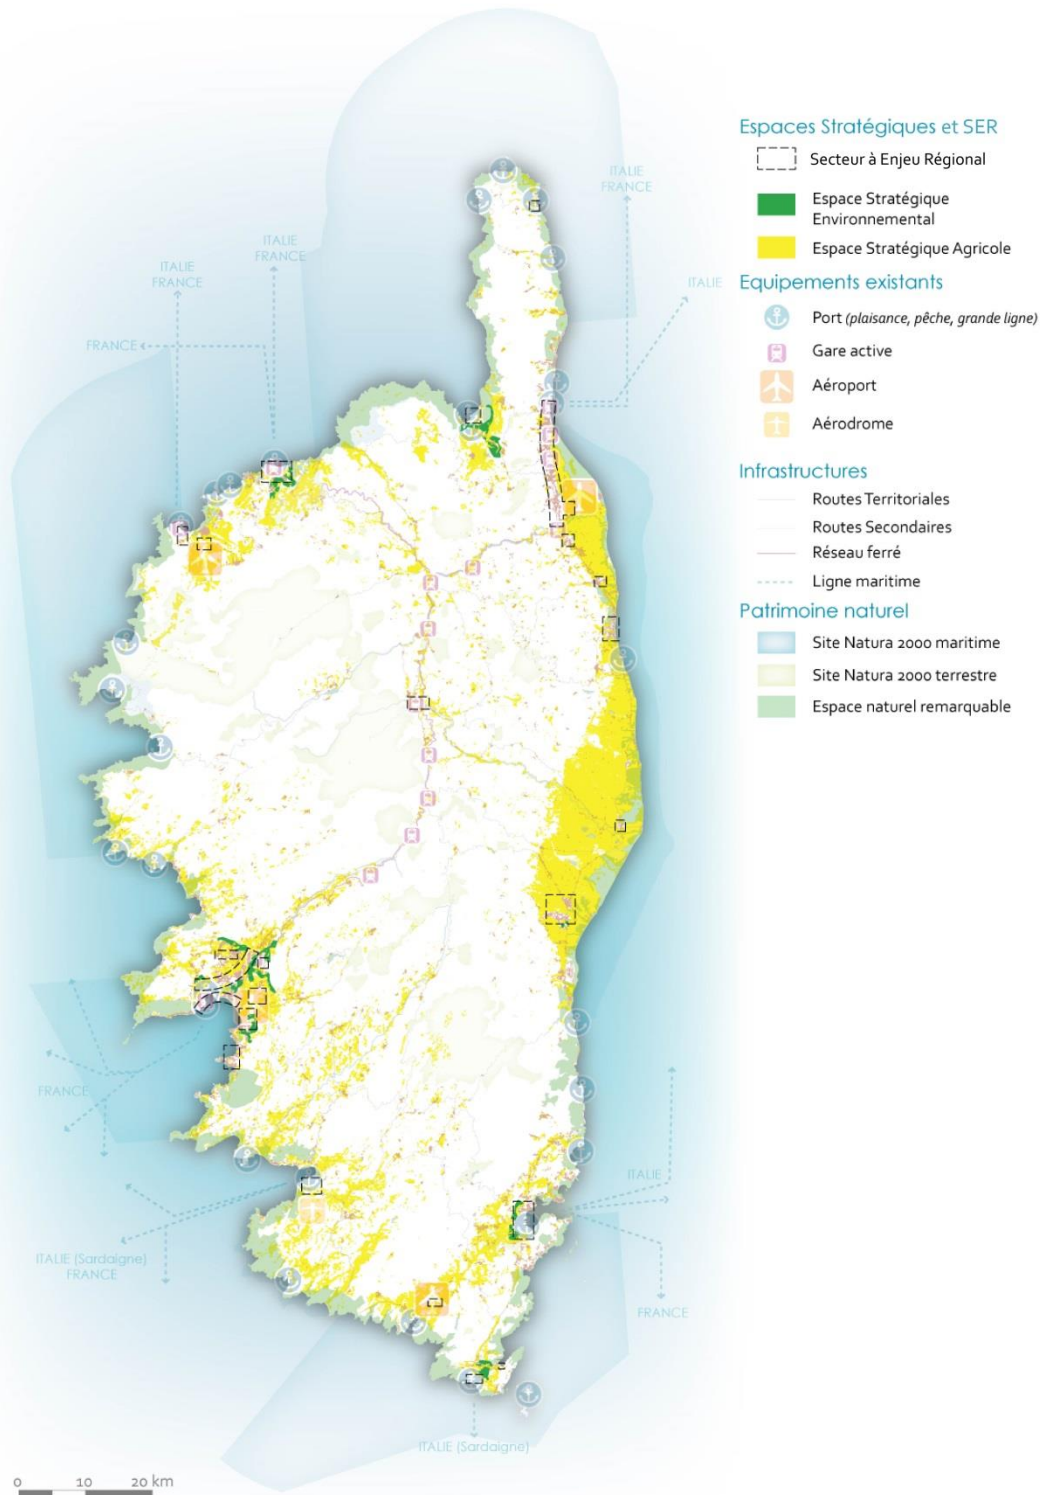 Espaces Stratégiques et SER
Secteur à Enjeu Régional
Espace Stratégique
Environnemental
Espace Stratégique Agricole
Equipements existants
Port (plaisance, pêche, grande ligne)
Gare active
Aéroport
Aérodrome
Infrastructures
Routes Territoriales
Routes Secondaires
Réseau ferré
Ligne maritime
Patrimoine naturel
Site Natura 2000 maritime
Site Natura 2000 terrestre
Espace naturel remarquable
ITALIE
FRANCE
ITALIE
FRANCE
ITALIE
FRANCE
ITALIE
FRANCE
FRANCE
ITALIE
ITALIE (Sardaigne)
FRANCE
FRANCE
ITALIE (Sardaigne)
0 10 20 km